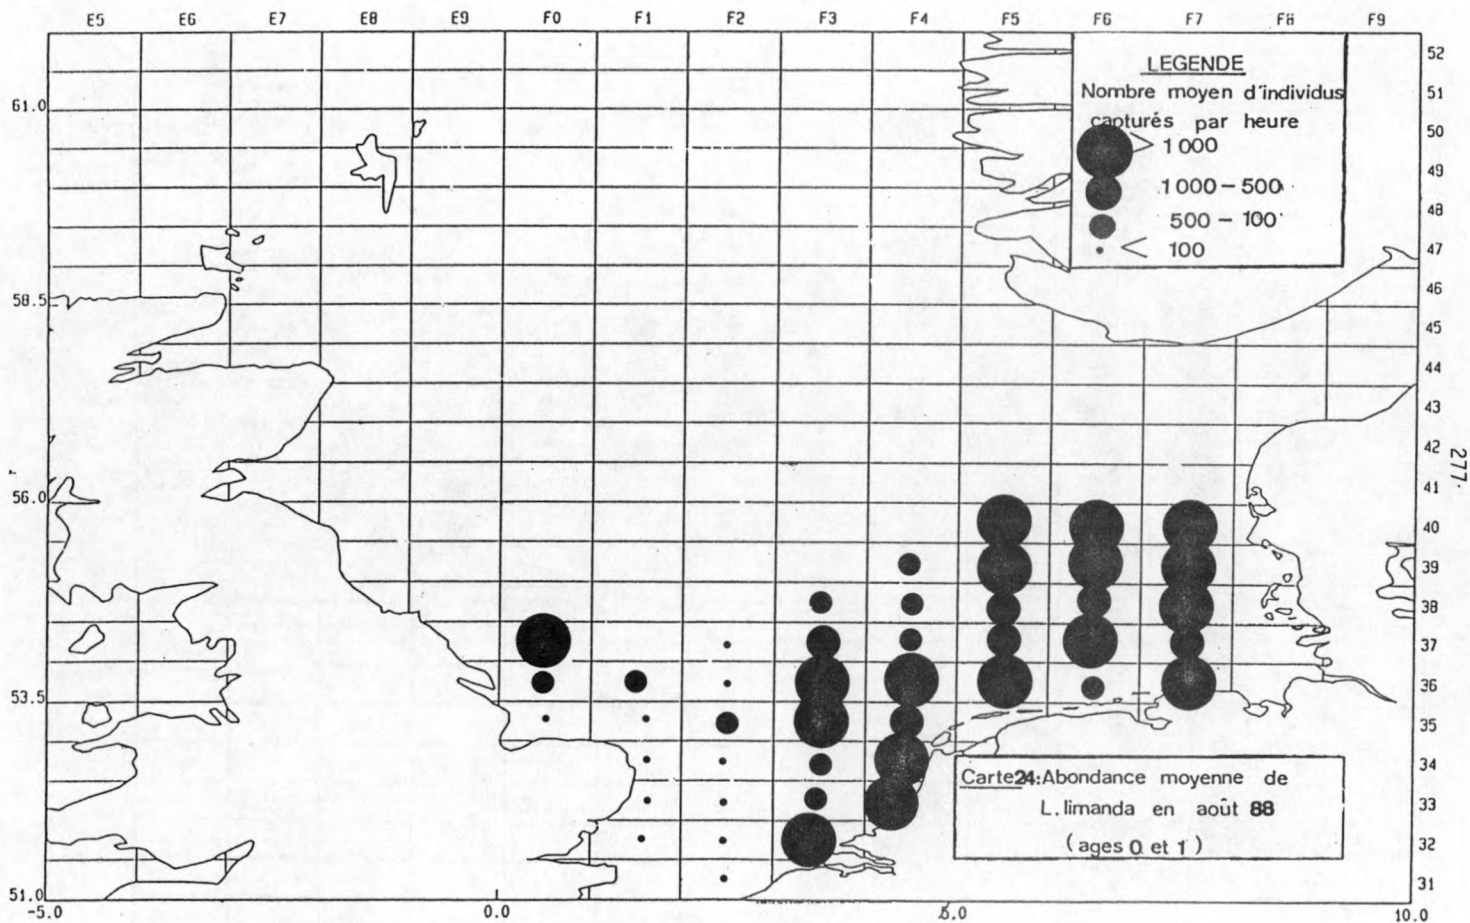 E5 E6 E7 E8 E9 F0 F1 F2 F3 F4 F5 F6 F7 F8 F9
LEGENDE
Nombre moyen d'individus
capturés par heure
> 1 000
1 000 – 500
500 – 100
< 100
52
51
50
49
48
47
46
45
44
43
42
41
40
39
38
37
36
35
34
33
32
31
61.0
58.5
56.0
53.5
51.0
-5.0 0.0 5.0 10.0
277.
Carte 24: Abondance moyenne de
L. limanda en août 88
(ages 0 et 1)